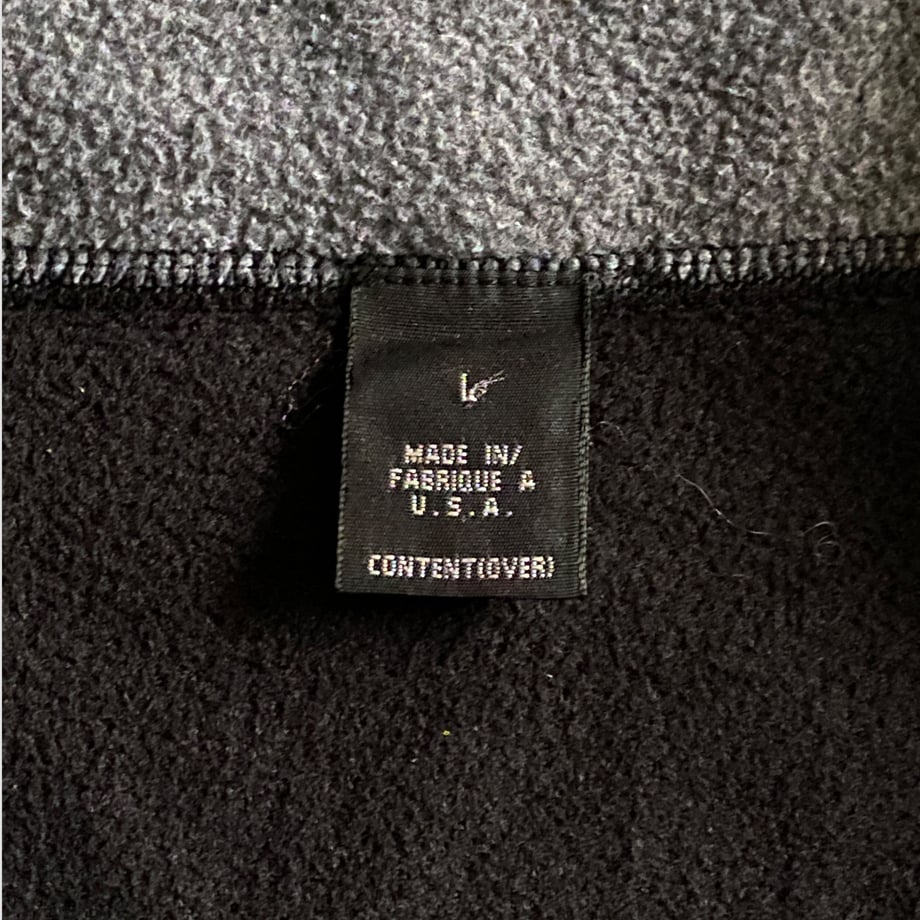 L
MADE IN/
FABRIQUE A
U.S.A.
CONTENT(OVER)